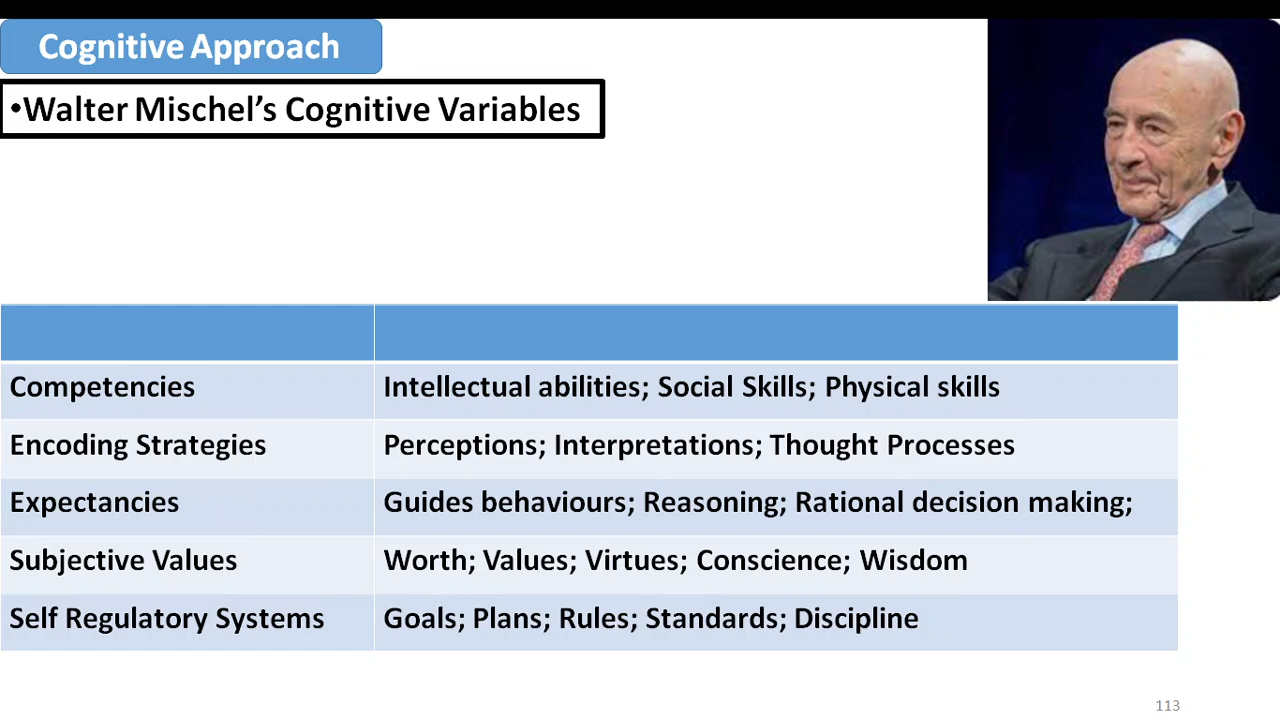 Cognitive Approach
•Walter Mischel’s Cognitive Variables
Competencies Intellectual abilities; Social Skills; Physical skills
Encoding Strategies Perceptions; Interpretations; Thought Processes
Expectancies Guides behaviours; Reasoning; Rational decision making;
Subjective Values Worth; Values; Virtues; Conscience; Wisdom
Self Regulatory Systems Goals; Plans; Rules; Standards; Discipline
113